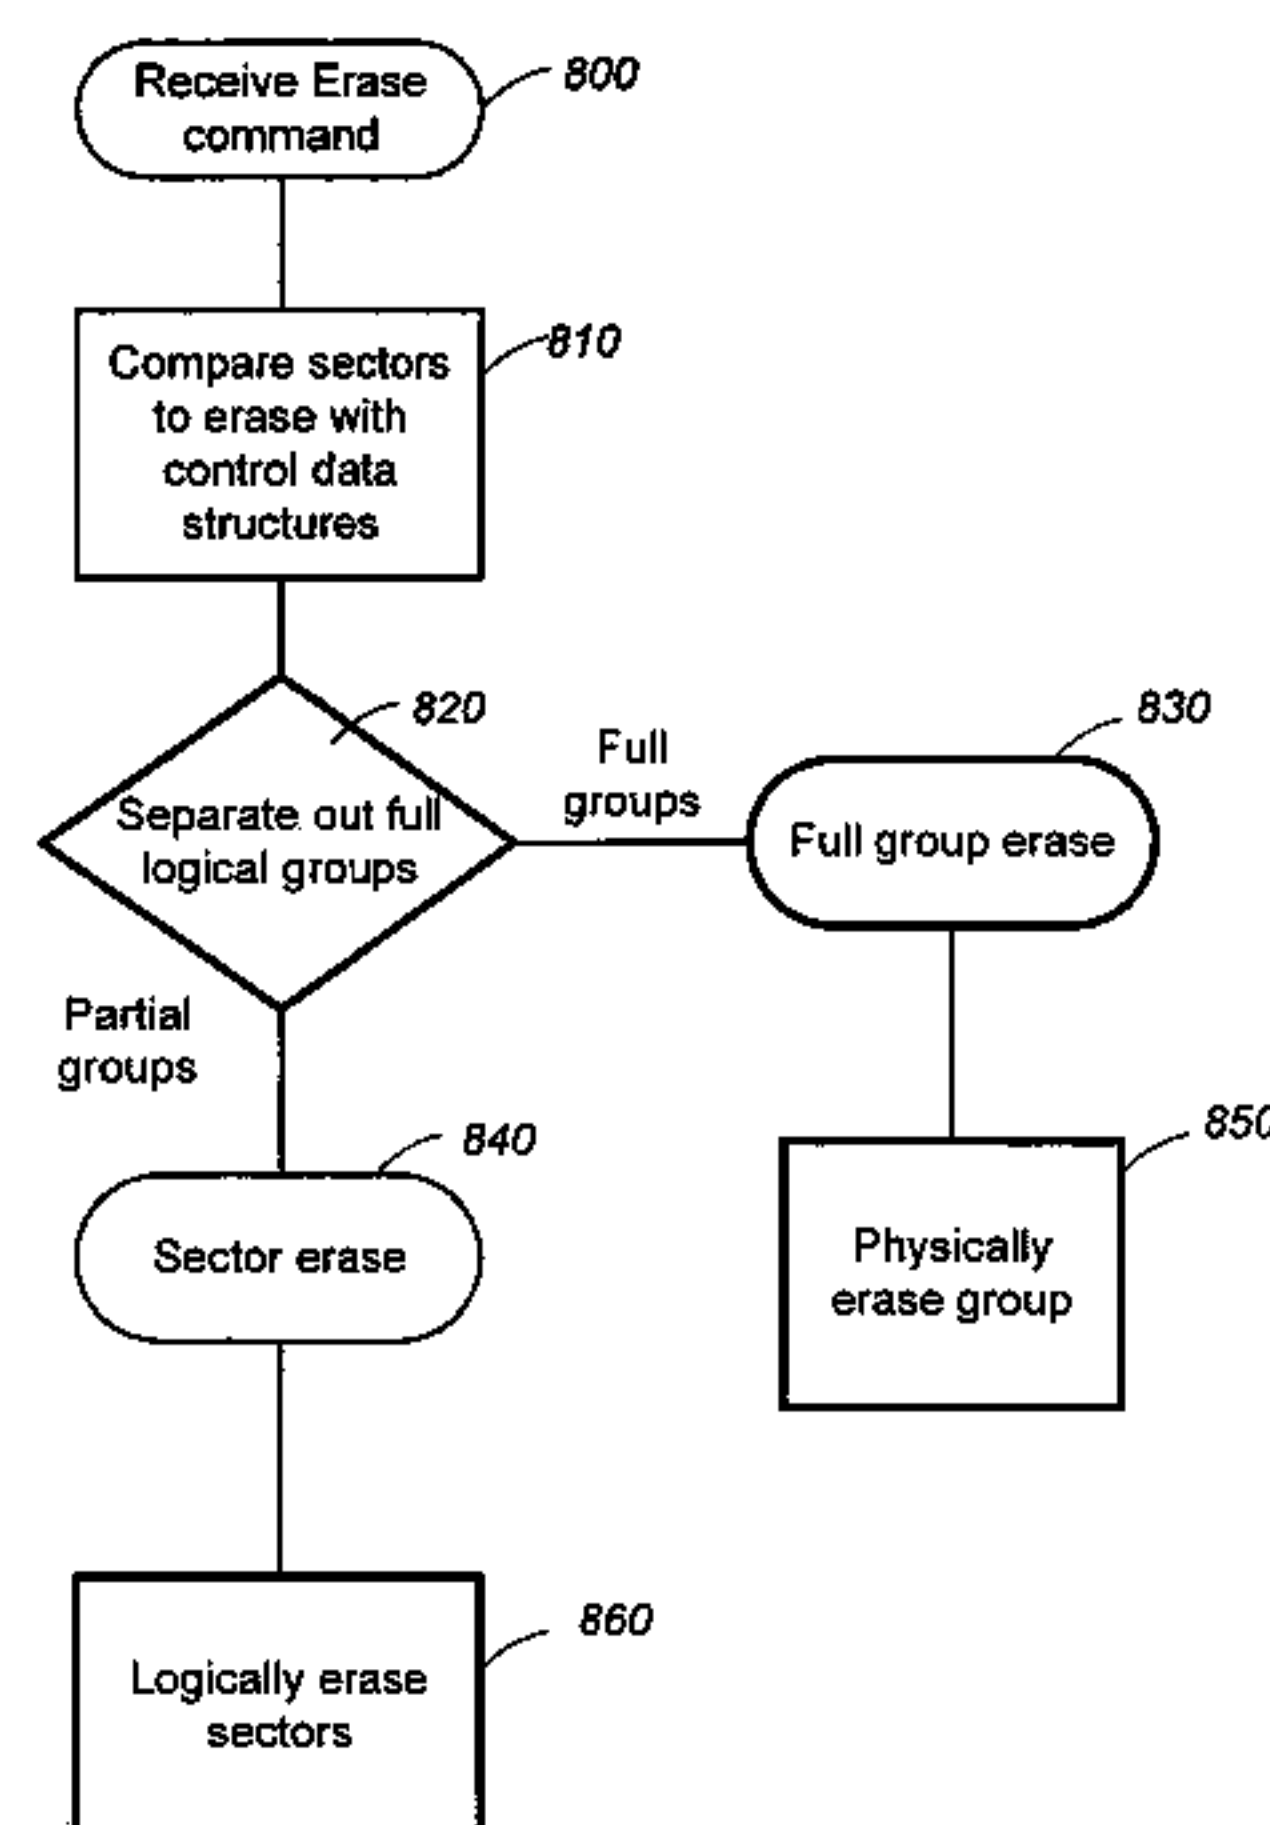 Receive Erase
command
800
Compare sectors
to erase with
control data
structures
810
820
Separate out full
logical groups
Full
groups
830
Full group erase
Partial
groups
840
Sector erase
850
Physically
erase group
860
Logically erase
sectors